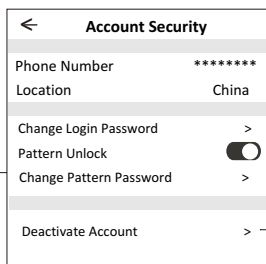 Account Security
Phone Number ********
Location China
Change Login Password >
Pattern Unlock
Change Pattern Password >
Deactivate Account >